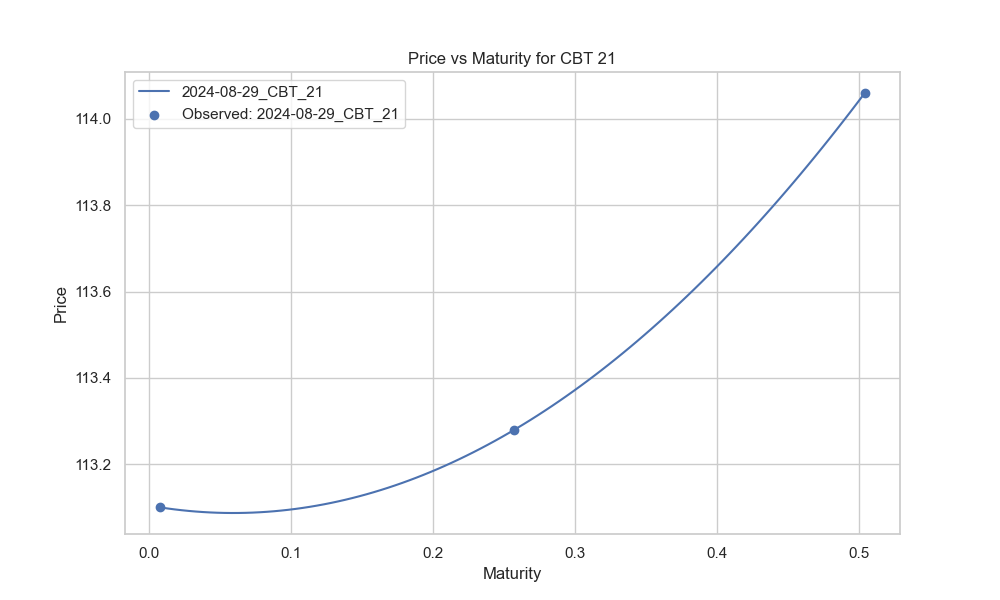 Price vs Maturity for CBT 21
2024-08-29_CBT_21
Observed: 2024-08-29_CBT_21
Price
114.0
113.8
113.6
113.4
113.2
0.0
0.1
0.2
0.3
0.4
0.5
Maturity